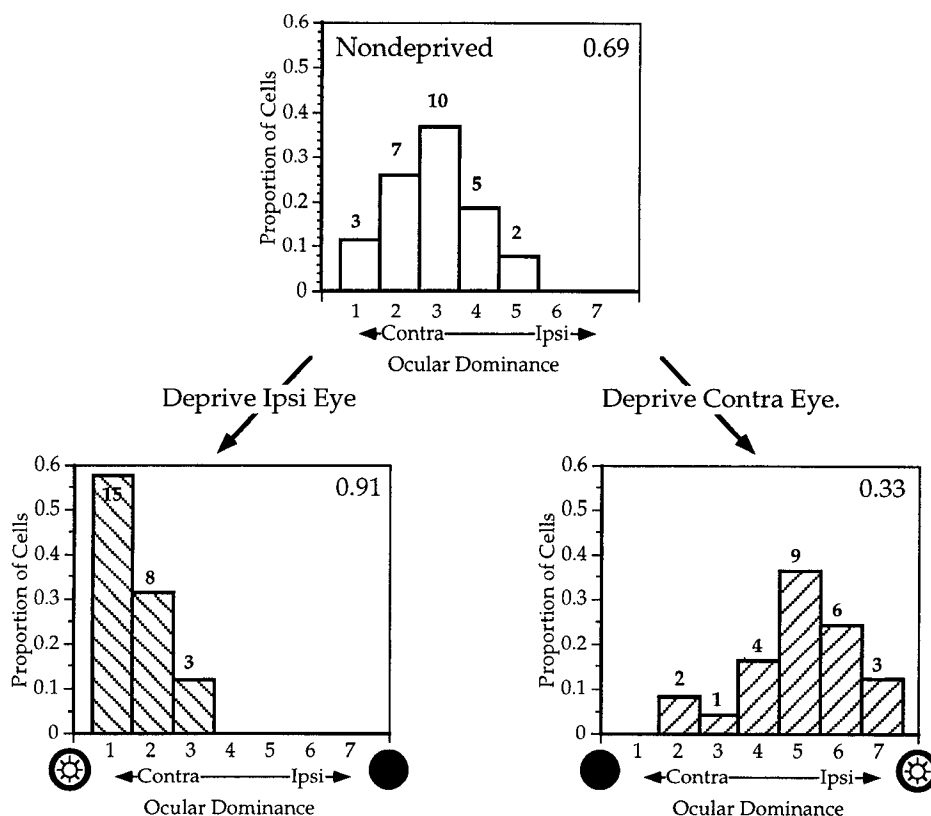 0.6
Nondeprived 0.69
0.5
10
0.4
7
0.3
5
0.2
3
2
0.1
0
Proportion of Cells
1 2 3 4 5 6 7
Contra Ipsi
Ocular Dominance
Deprive Ipsi Eye
Deprive Contra Eye.
0.6
0.91
15
0.5
0.4
8
0.3
0.2
3
0.1
0
Proportion of Cells
1 2 3 4 5 6 7
Contra Ipsi
Ocular Dominance
0.6
0.33
0.5
9
0.4
6
0.3
4
0.2
3
2
1
0.1
0
Proportion of Cells
1 2 3 4 5 6 7
Contra Ipsi
Ocular Dominance